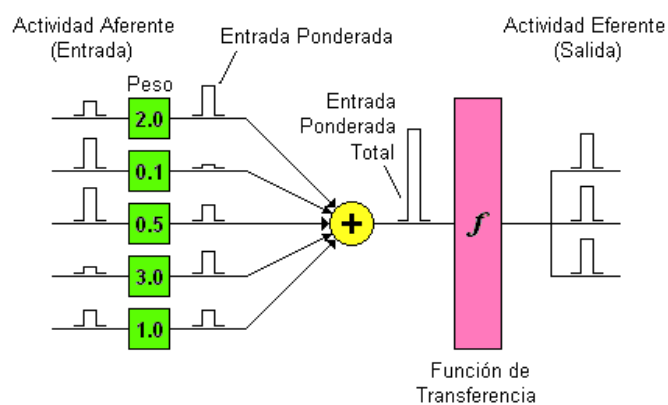 Actividad Aferente
(Entrada)
Entrada Ponderada
Actividad Eferente
(Salida)
Peso
2.0
0.1
0.5
3.0
1.0
+
Entrada
Ponderada
Total
f
Función de
Transferencia